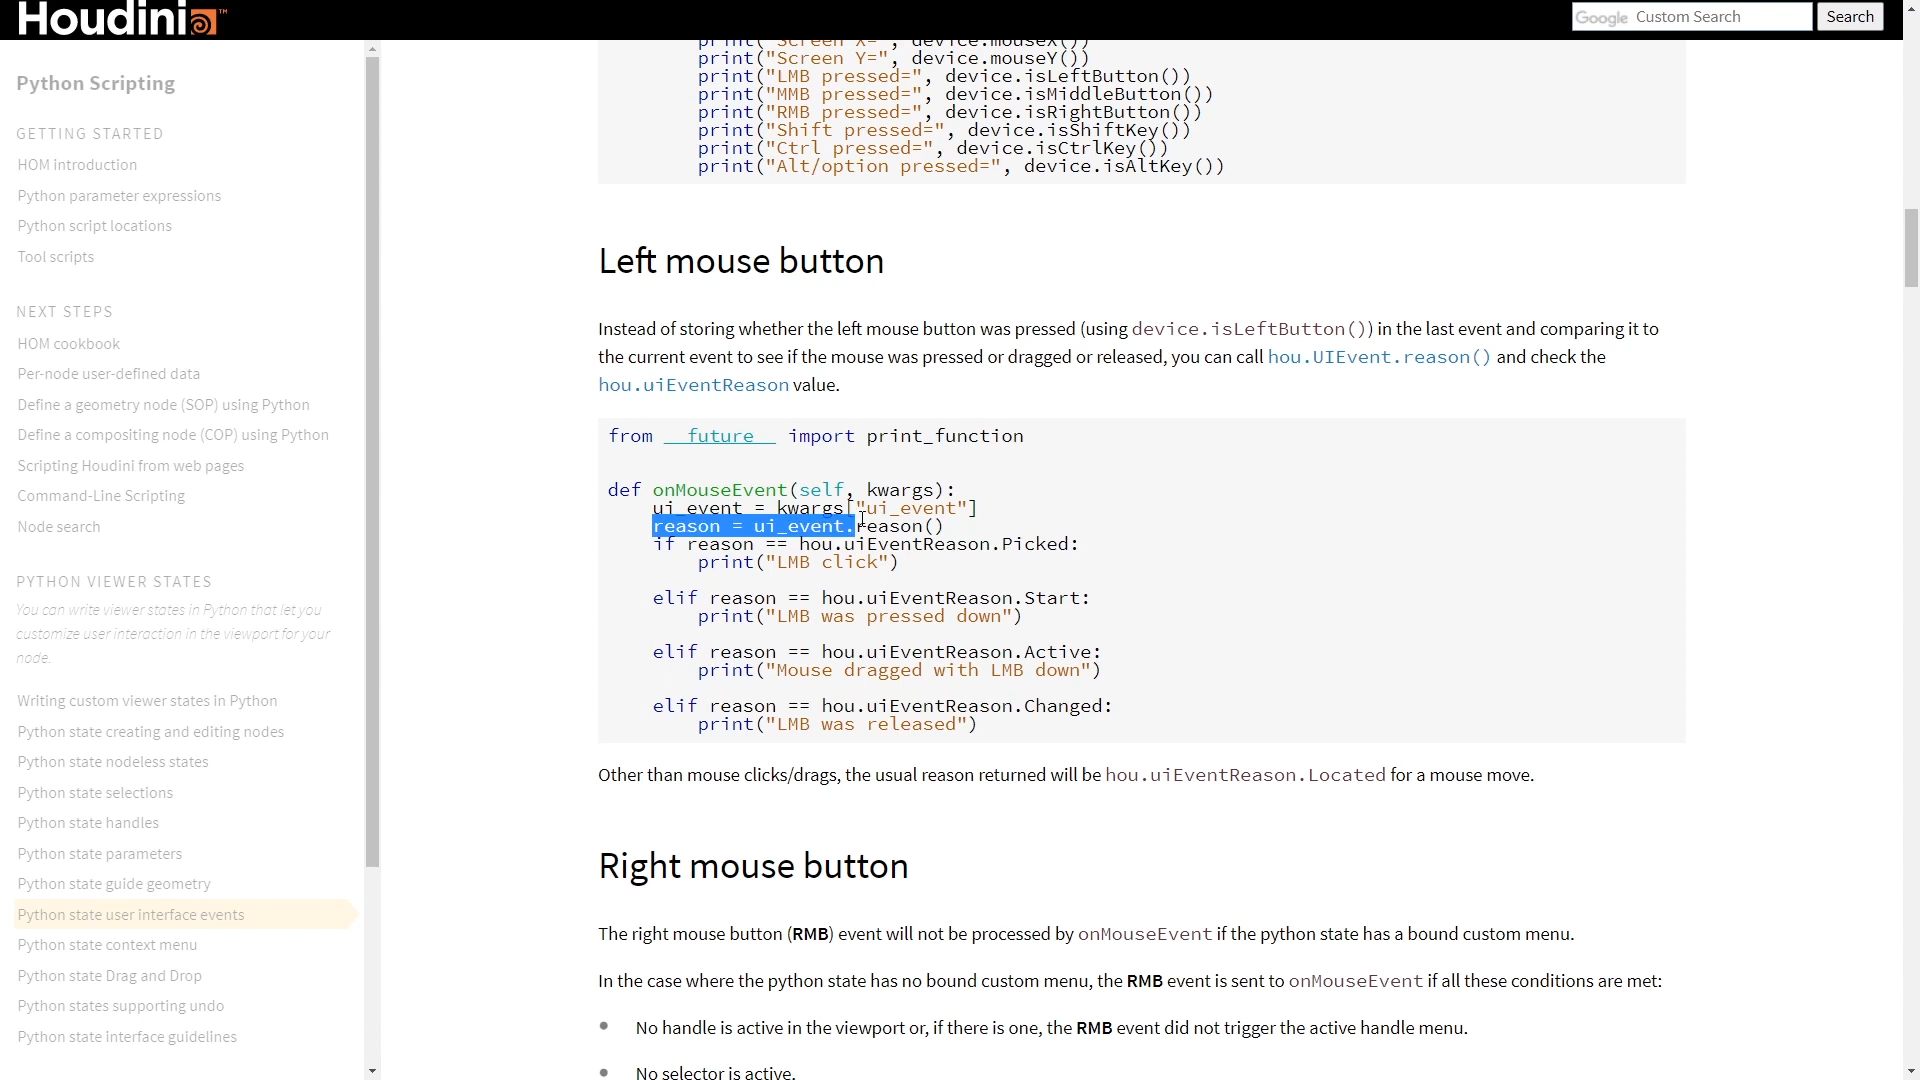 Houdini™
Google Custom Search
Search
Python Scripting
GETTING STARTED
HOM introduction
Python parameter expressions
Python script locations
Tool scripts
NEXT STEPS
HOM cookbook
Per-node user-defined data
Define a geometry node (SOP) using Python
Define a compositing node (COP) using Python
Scripting Houdini from web pages
Command-Line Scripting
Node search
PYTHON VIEWER STATES
You can write viewer states in Python that let you
customize user interaction in the viewport for your
node.
Writing custom viewer states in Python
Python state creating and editing nodes
Python state nodeless states
Python state selections
Python state handles
Python state parameters
Python state guide geometry
Python state user interface events
Python state context menu
Python state Drag and Drop
Python states supporting undo
Python state interface guidelines
print("Screen X=", device.mouseX())
print("Screen Y=", device.mouseY())
print("LMB pressed=", device.isLeftButton())
print("MMB pressed=", device.isMiddleButton())
print("RMB pressed=", device.isRightButton())
print("Shift pressed=", device.isShiftKey())
print("Ctrl pressed=", device.isCtrlKey())
print("Alt/option pressed=", device.isAltKey())
Left mouse button
Instead of storing whether the left mouse button was pressed (using device.isLeftButton()) in the last event and comparing it to
the current event to see if the mouse was pressed or dragged or released, you can call hou.UIEvent.reason() and check the
hou.uiEventReason value.
from __future__ import print_function
def onMouseEvent(self, kwargs):
ui_event = kwargs["ui_event"]
reason = ui_event.reason()
if reason == hou.uiEventReason.Picked:
print("LMB click")
elif reason == hou.uiEventReason.Start:
print("LMB was pressed down")
elif reason == hou.uiEventReason.Active:
print("Mouse dragged with LMB down")
elif reason == hou.uiEventReason.Changed:
print("LMB was released")
Other than mouse clicks/drags, the usual reason returned will be hou.uiEventReason.Located for a mouse move.
Right mouse button
The right mouse button (RMB) event will not be processed by onMouseEvent if the python state has a bound custom menu.
In the case where the python state has no bound custom menu, the RMB event is sent to onMouseEvent if all these conditions are met:
• No handle is active in the viewport or, if there is one, the RMB event did not trigger the active handle menu.
• No selector is active.